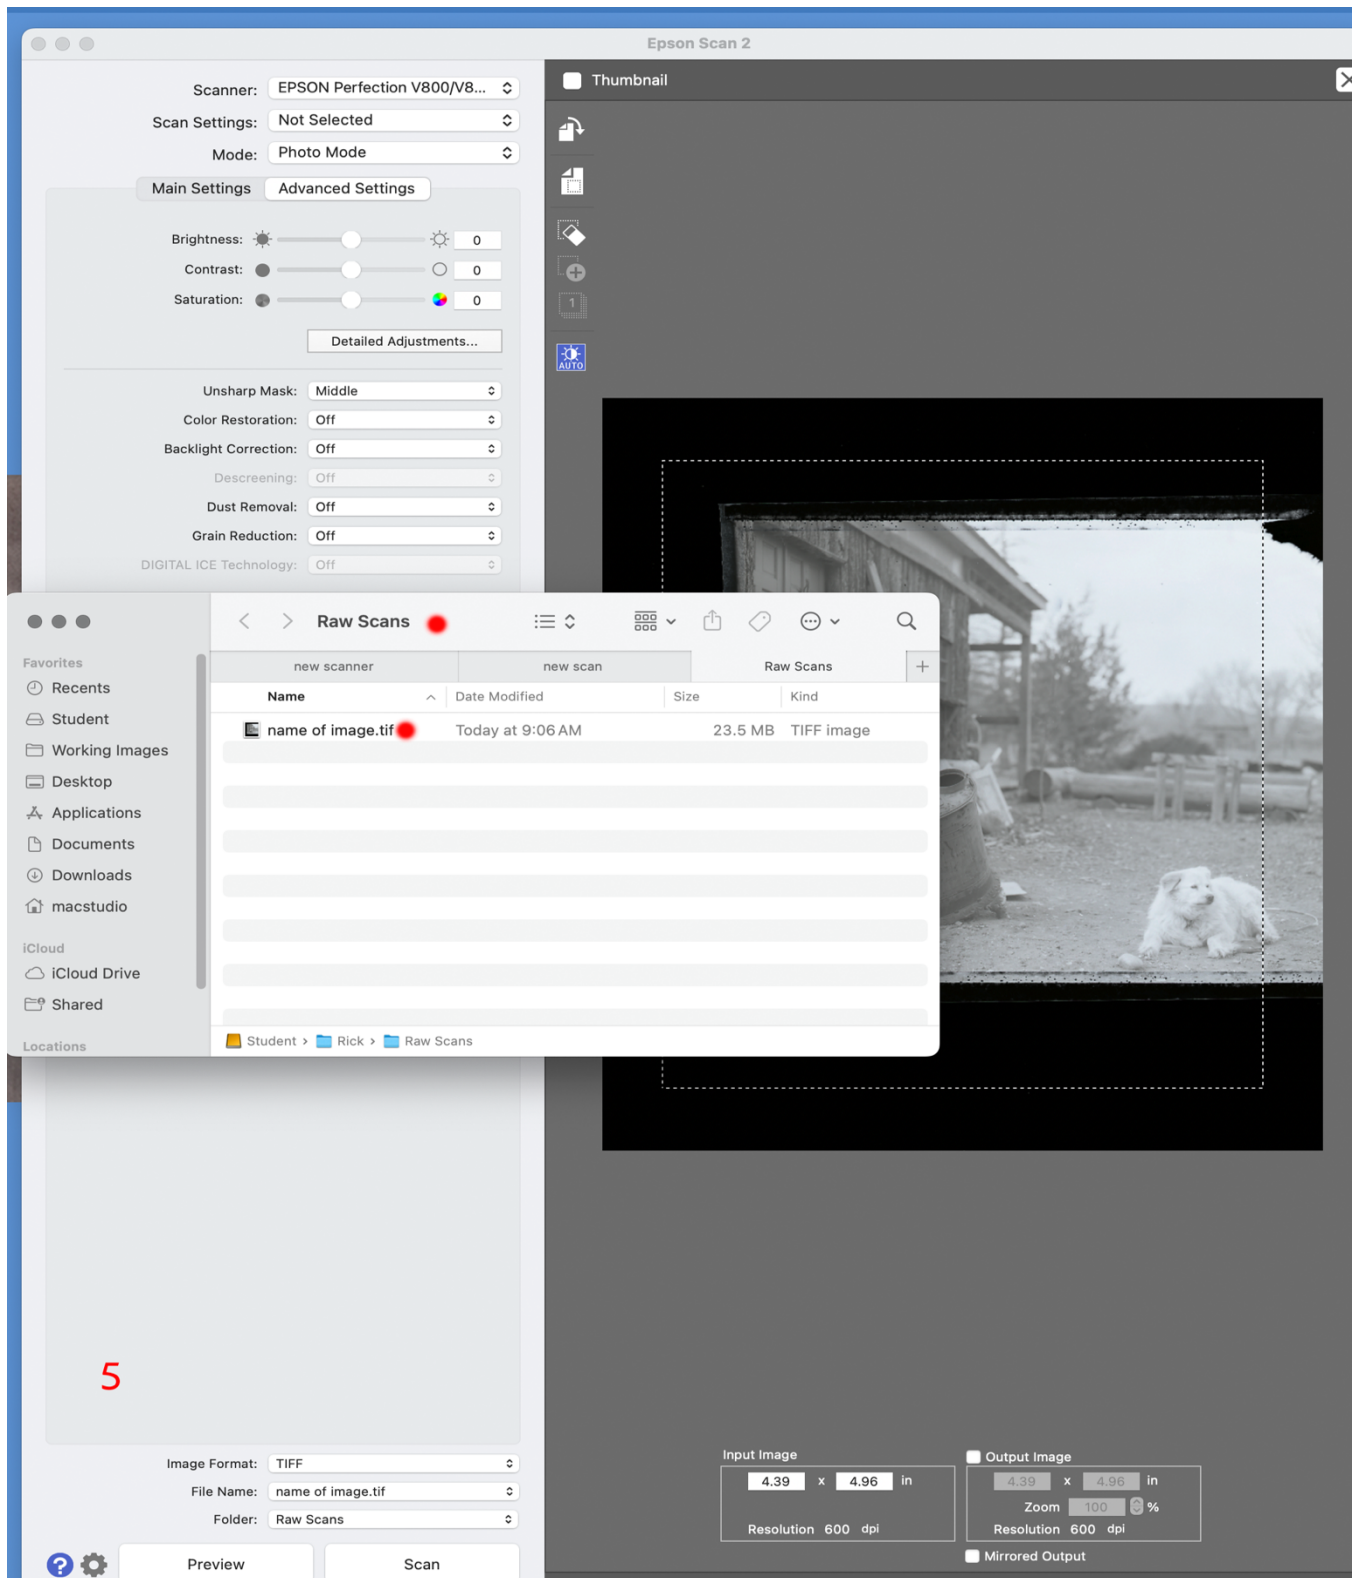 Epson Scan 2
Scanner: EPSON Perfection V800/V8...
Scan Settings: Not Selected
Mode: Photo Mode
Main Settings Advanced Settings
Brightness: 0
Contrast: 0
Saturation: 0
Detailed Adjustments...
Unsharp Mask: Middle
Color Restoration: Off
Backlight Correction: Off
Descreening: Off
Dust Removal: Off
Grain Reduction: Off
DIGITAL ICE Technology: Off
Thumbnail
1
AUTO
Raw Scans
new scanner new scan Raw Scans +
Name Date Modified Size Kind
name of image.tif Today at 9:06 AM 23.5 MB TIFF image
Favorites
Recents
Student
Working Images
Desktop
Applications
Documents
Downloads
macstudio
iCloud
iCloud Drive
Shared
Locations
Student › Rick › Raw Scans
5
Image Format: TIFF
File Name: name of image.tif
Folder: Raw Scans
? Preview Scan
Input Image
4.39 x 4.96 in
Resolution 600 dpi
Output Image
4.39 x 4.96 in
Zoom 100 %
Resolution 600 dpi
Mirrored Output